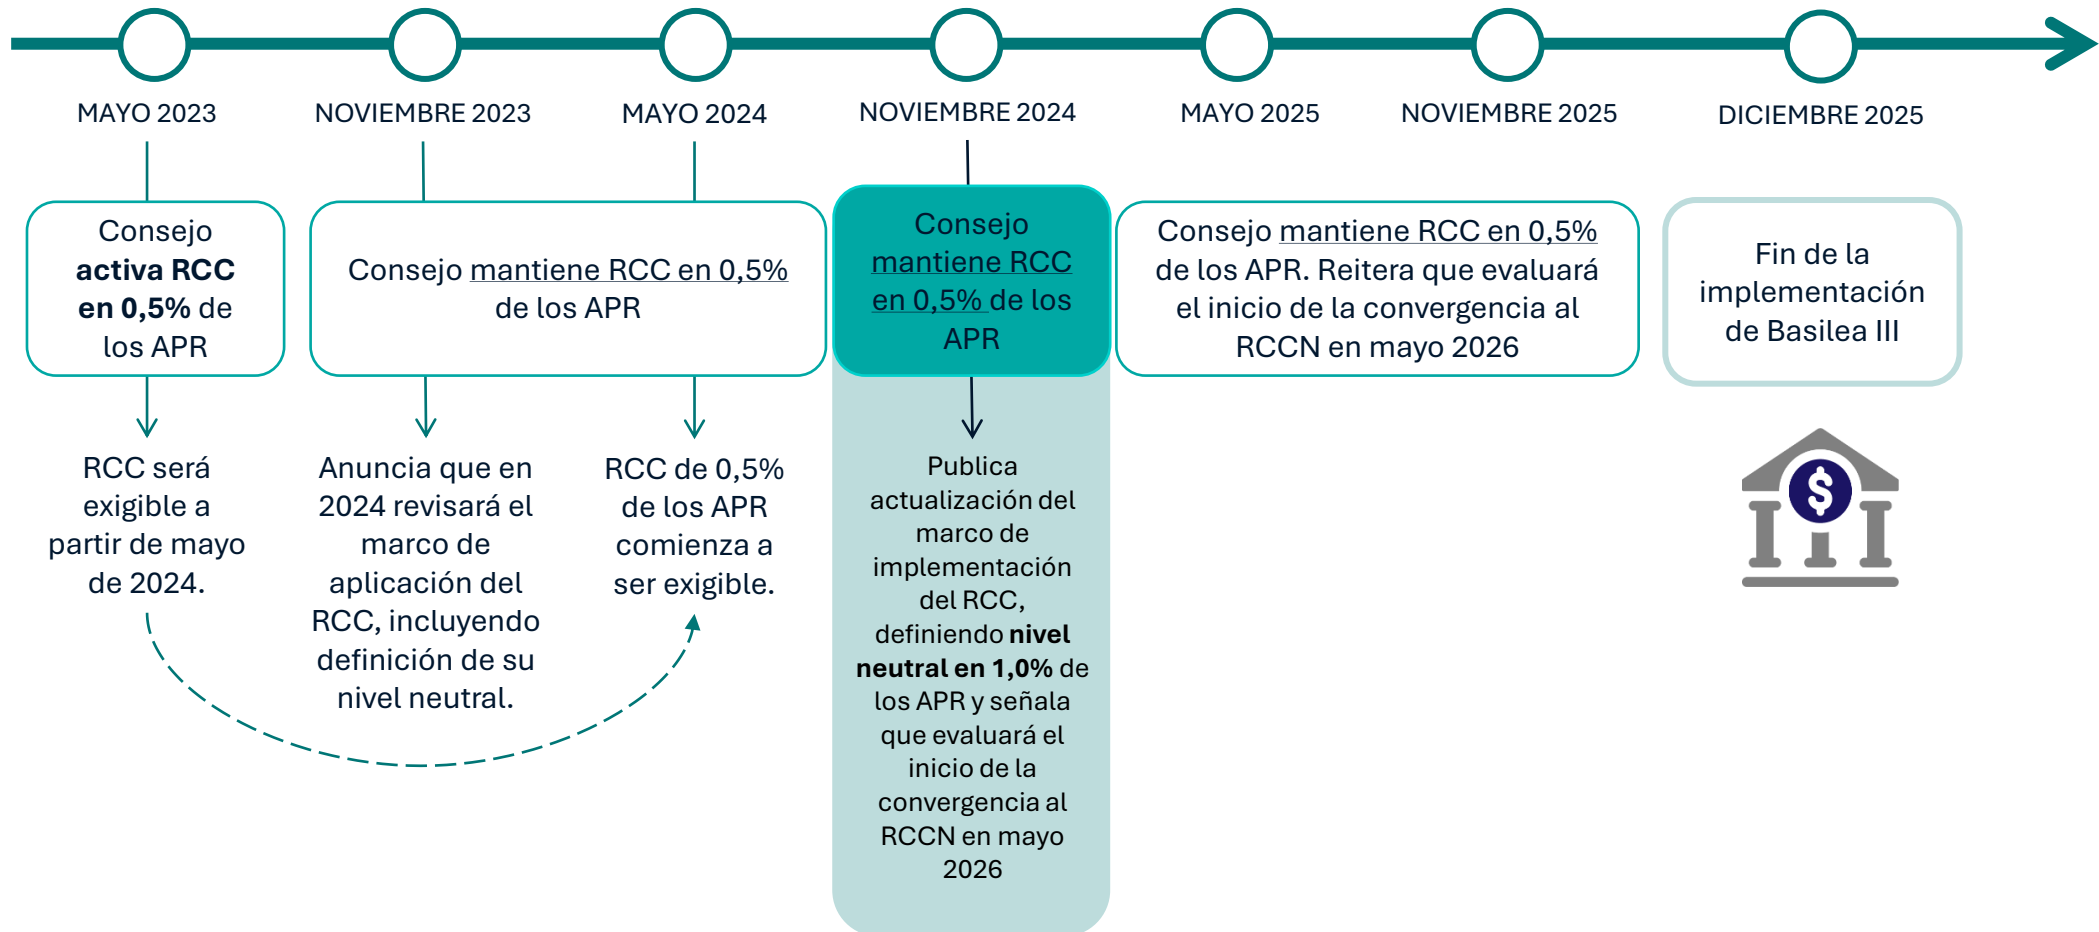 MAYO 2023
NOVIEMBRE 2023
MAYO 2024
NOVIEMBRE 2024
MAYO 2025
NOVIEMBRE 2025
DICIEMBRE 2025
Consejo
activa RCC
en 0,5% de
los APR
Consejo mantiene RCC en 0,5%
de los APR
Consejo
mantiene RCC
en 0,5% de los
APR
Consejo mantiene RCC en 0,5%
de los APR. Reitera que evaluará
el inicio de la convergencia al
RCCN en mayo 2026
Fin de la
implementación
de Basilea III
RCC será
exigible a
partir de mayo
de 2024.
Anuncia que en
2024 revisará el
marco de
aplicación del
RCC, incluyendo
definición de su
nivel neutral.
RCC de 0,5%
de los APR
comienza a
ser exigible.
Publica
actualización del
marco de
implementación
del RCC,
definiendo nivel
neutral en 1,0% de
los APR y señala
que evaluará el
inicio de la
convergencia al
RCCN en mayo
2026
$